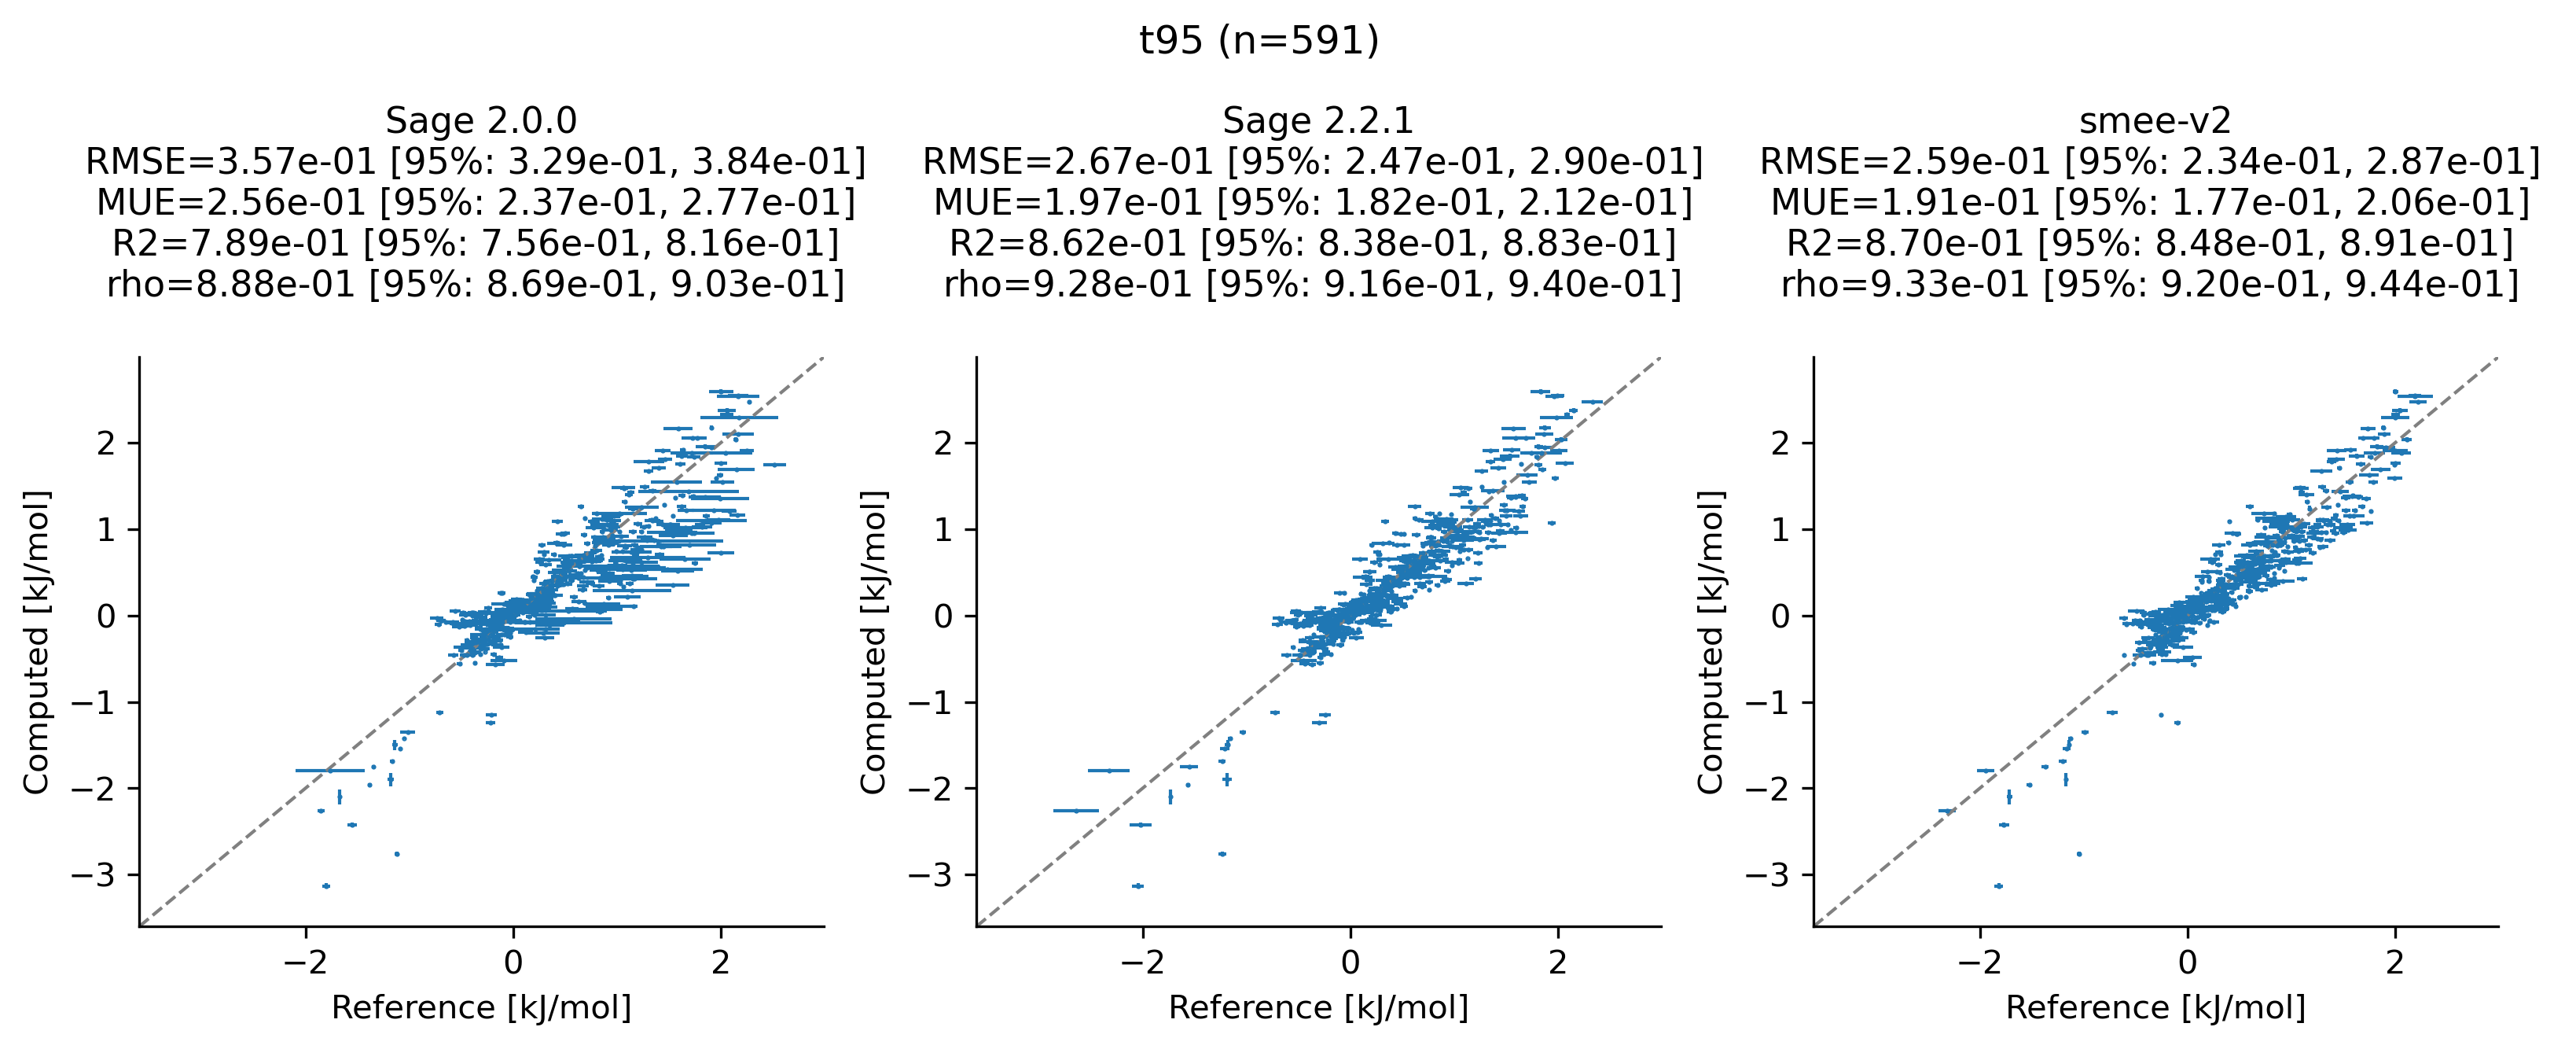 t95 (n=591)
Sage 2.0.0
RMSE=3.57e-01 [95%: 3.29e-01, 3.84e-01]
MUE=2.56e-01 [95%: 2.37e-01, 2.77e-01]
R2=7.89e-01 [95%: 7.56e-01, 8.16e-01]
rho=8.88e-01 [95%: 8.69e-01, 9.03e-01]
2
1
0
−1
−2
−3
Computed [kJ/mol]
−2
0
2
Reference [kJ/mol]
Sage 2.2.1
RMSE=2.67e-01 [95%: 2.47e-01, 2.90e-01]
MUE=1.97e-01 [95%: 1.82e-01, 2.12e-01]
R2=8.62e-01 [95%: 8.38e-01, 8.83e-01]
rho=9.28e-01 [95%: 9.16e-01, 9.40e-01]
2
1
0
−1
−2
−3
Computed [kJ/mol]
−2
0
2
Reference [kJ/mol]
smee-v2
RMSE=2.59e-01 [95%: 2.34e-01, 2.87e-01]
MUE=1.91e-01 [95%: 1.77e-01, 2.06e-01]
R2=8.70e-01 [95%: 8.48e-01, 8.91e-01]
rho=9.33e-01 [95%: 9.20e-01, 9.44e-01]
2
1
0
−1
−2
−3
Computed [kJ/mol]
−2
0
2
Reference [kJ/mol]